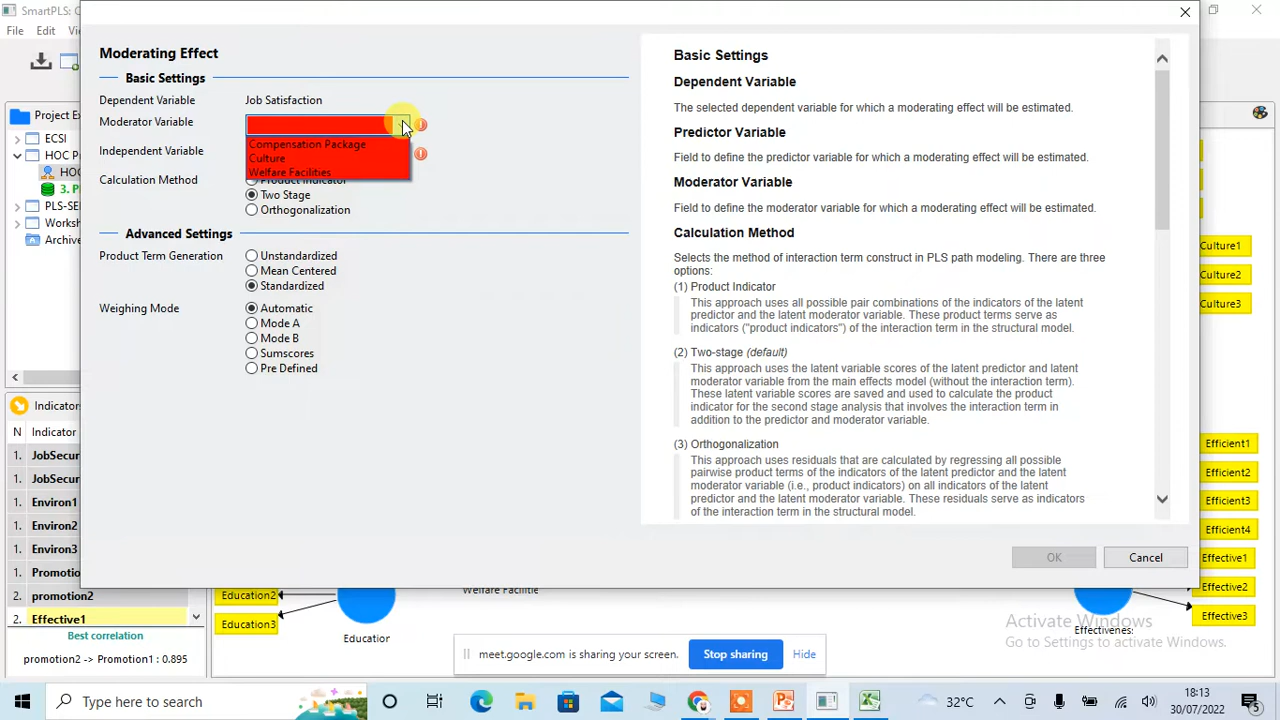 SmartPLS:
File Edit Vi
Project Ex
ECSI
HOC P
HOC
3. P
PLS-SE
Worksh
Archive
Indicators
N Indicator
1. JobSecur
1. JobSecur
1. Environ1
1. Environ2
1. Environ3
1. Promotio
2. promotion2
2. Effective1
Best correlation
promotion2 -> Promotion1 : 0.895
Moderating Effect
Basic Settings
Dependent Variable Job Satisfaction
Moderator Variable
Compensation Package
Culture
Welfare Facilities
Independent Variable
Calculation Method Product Indicator
Two Stage
Orthogonalization
Advanced Settings
Product Term Generation Unstandardized
Mean Centered
Standardized
Weighing Mode Automatic
Mode A
Mode B
Sumscores
Pre Defined
Basic Settings
Dependent Variable
The selected dependent variable for which a moderating effect will be estimated.
Predictor Variable
Field to define the predictor variable for which a moderating effect will be estimated.
Moderator Variable
Field to define the moderator variable for which a moderating effect will be estimated.
Calculation Method
Selects the method of interaction term construct in PLS path modeling. There are three
options:
(1) Product Indicator
This approach uses all possible pair combinations of the indicators of the latent
predictor and the latent moderator variable. These product terms serve as
indicators ("product indicators") of the interaction term in the structural model.
(2) Two-stage (default)
This approach uses the latent variable scores of the latent predictor and latent
moderator variable from the main effects model (without the interaction term).
These latent variable scores are saved and used to calculate the product
indicator for the second stage analysis that involves the interaction term in
addition to the predictor and moderator variable.
(3) Orthogonalization
This approach uses residuals that are calculated by regressing all possible
pairwise product terms of the indicators of the latent predictor and the latent
moderator variable (i.e., product indicators) on all indicators of the latent
predictor and the latent moderator variable. These residuals serve as indicators
of the interaction term in the structural model.
OK Cancel
Culture1
Culture2
Culture3
Efficient1
Efficient2
Efficient3
Efficient4
Effective1
Effective2
Effective3
Education2
Education3
Education
Welfare Facilitie
Effectivenes:
Activate Windows
Go to Settings to activate Windows.
meet.google.com is sharing your screen. Stop sharing Hide
Type here to search
32°C
18:13
30/07/2022
5